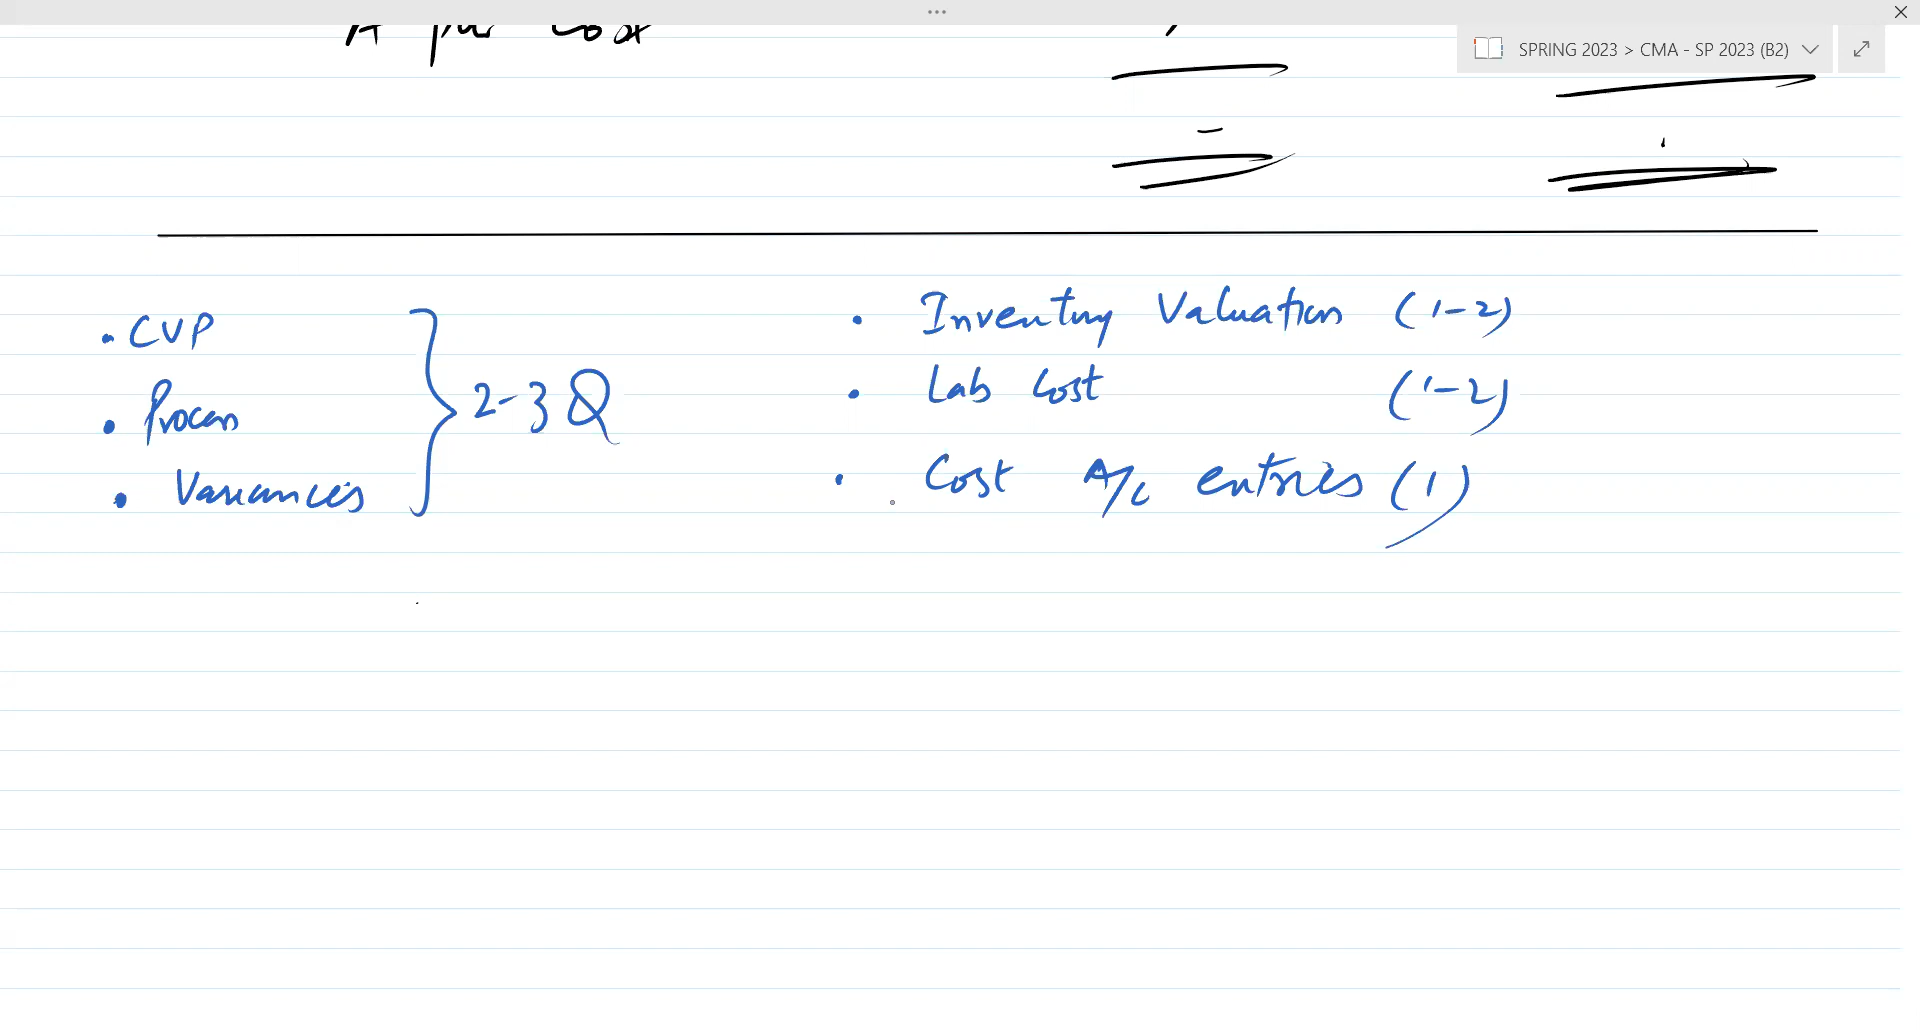 SPRING 2023 > CMA - SP 2023 (B2)
• CVP
• Process
• Variances
2-3 Q
• Inventory Valuation (1-2)
• Lab Cost (1-2)
• Cost A/C entries (1)